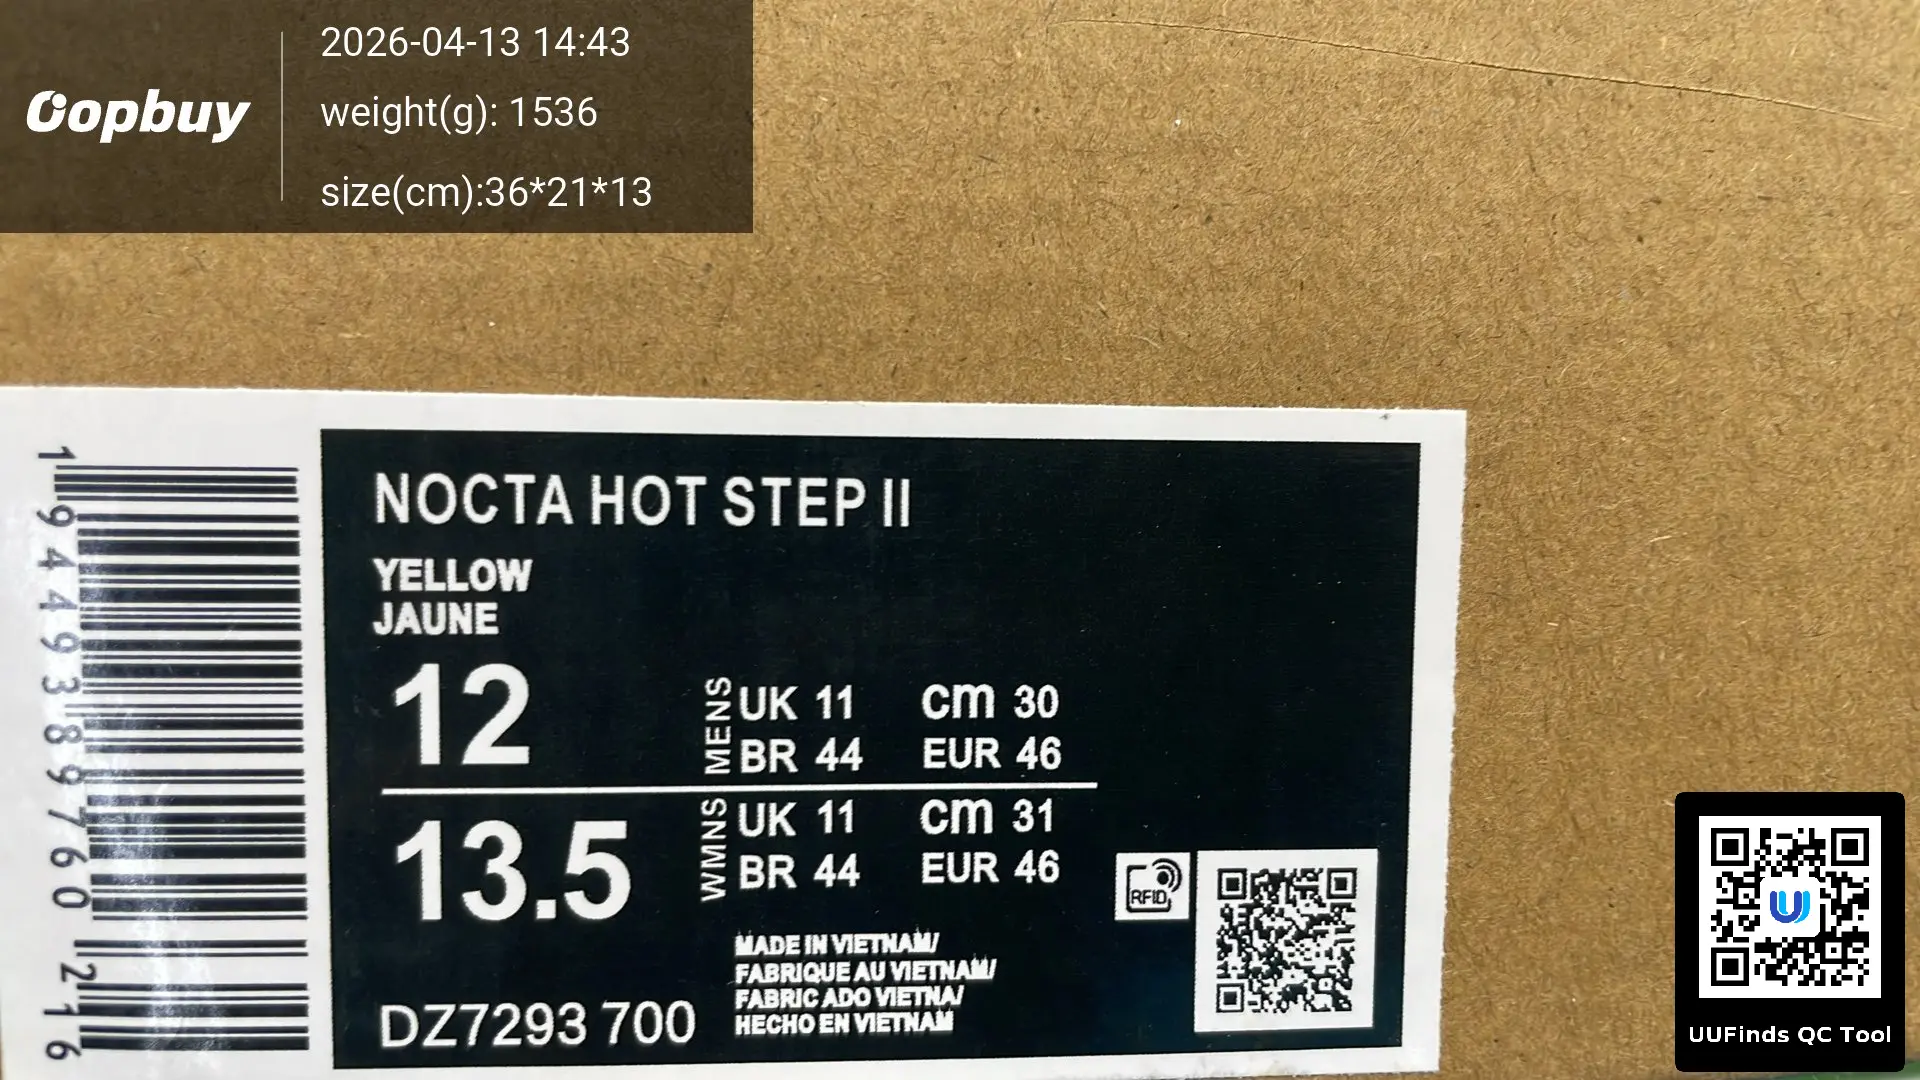 Oopbuy
2026-04-13 14:43
weight(g): 1536
size(cm):36*21*13
1 94493 89760 216
NOCTA HOT STEP II
YELLOW
JAUNE
12
MENS
UK 11 cm 30
BR 44 EUR 46
13.5
WMNS
UK 11 cm 31
BR 44 EUR 46
RFID
MADE IN VIETNAM/
FABRIQUE AU VIETNAM/
FABRIC ADO VIETNA/
HECHO EN VIETNAM
DZ7293 700
UUFinds QC Tool